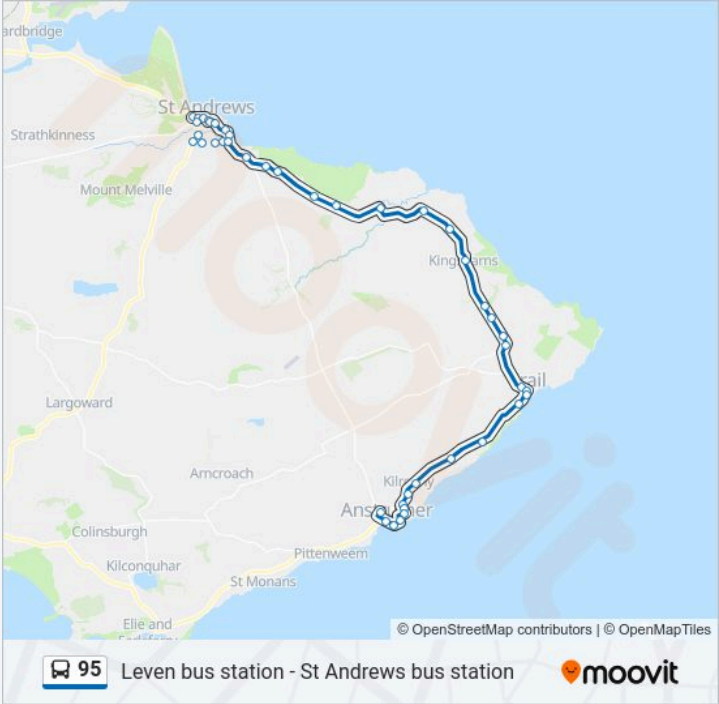 ardbridge
St Andrews
Strathkinness
Mount Melville
Kingsbarns
rail
Largoward
Arncroach
Kilrenny
Anstruther
Colinsburgh
Pittenweem
Kilconquhar
St Monans
Elie and
© OpenStreetMap contributors | © OpenMapTiles
95 Leven bus station - St Andrews bus station moovit